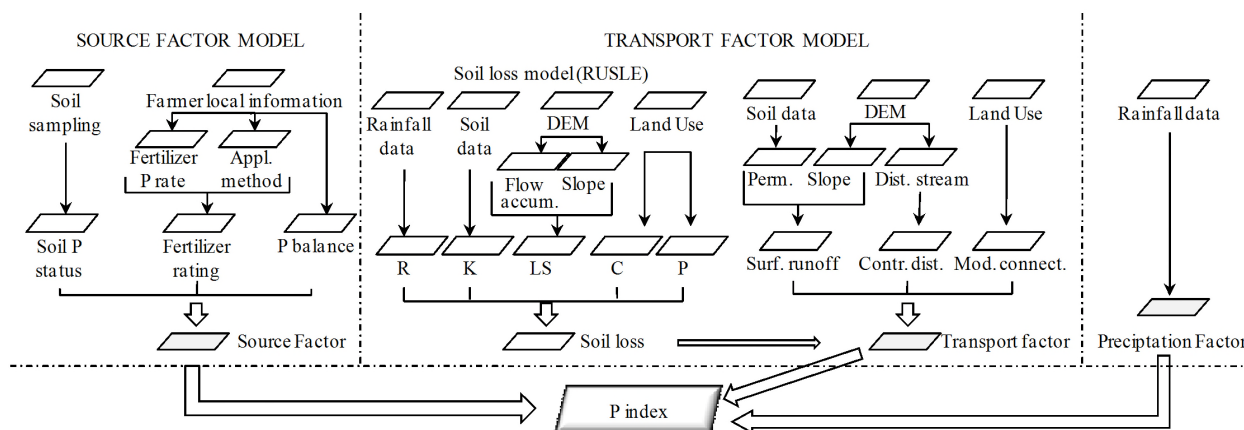 SOURCE FACTOR MODEL
TRANSPORT FACTOR MODEL
Soil loss model (RUSLE)
Soil
sampling
Farmer local information
Fertilizer
P rate
Appl.
method
Soil P
status
Fertilizer
rating
P balance
Source Factor
Rainfall
data
Soil
data
DEM
Land Use
Flow
accum.
Slope
R
K
LS
C
P
Soil loss
Soil data
DEM
Land Use
Perm.
Slope
Dist. stream
Surf. runoff
Contr. dist.
Mod. connect.
Transport factor
Rainfall data
Preciptation Factor
P index